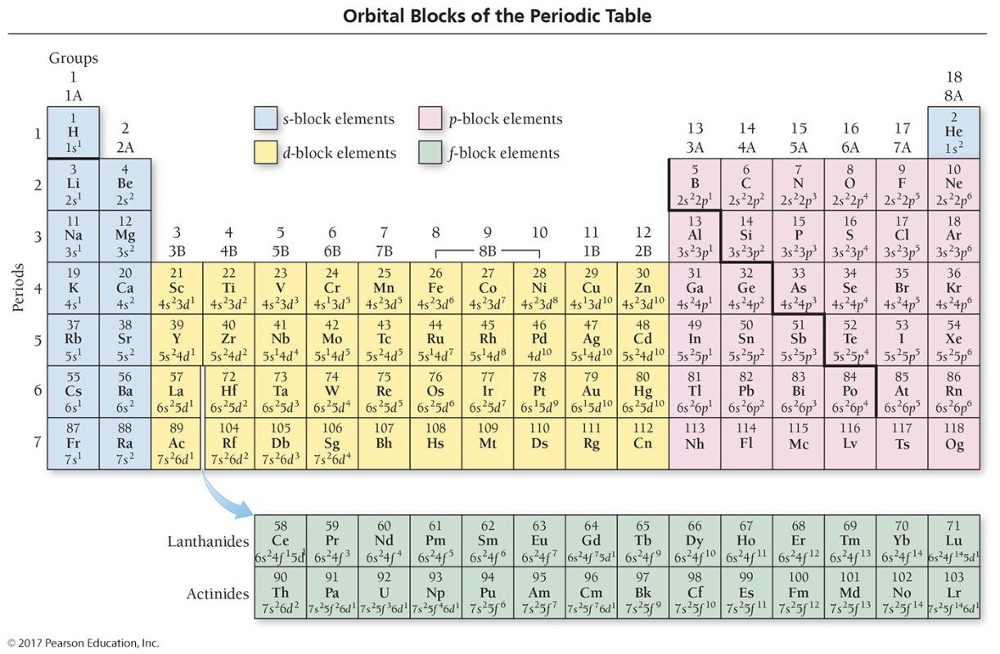 Orbital Blocks of the Periodic Table
Groups
1 18
1A 8A
s-block elements p-block elements
d-block elements f-block elements
2 13 14 15 16 17
2A 3A 4A 5A 6A 7A
3 4 5 6 7 8 9 10 11 12
3B 4B 5B 6B 7B 8B 1B 2B
Periods
1 1 2
H He
1s¹ 1s²
2 3 4 5 6 7 8 9 10
Li Be B C N O F Ne
2s¹ 2s² 2s²2p¹ 2s²2p² 2s²2p³ 2s²2p⁴ 2s²2p⁵ 2s²2p⁶
3 11 12 13 14 15 16 17 18
Na Mg Al Si P S Cl Ar
3s¹ 3s² 3s²3p¹ 3s²3p² 3s²3p³ 3s²3p⁴ 3s²3p⁵ 3s²3p⁶
4 19 20 21 22 23 24 25 26 27 28 29 30 31 32 33 34 35 36
K Ca Sc Ti V Cr Mn Fe Co Ni Cu Zn Ga Ge As Se Br Kr
4s¹ 4s² 4s²3d¹ 4s²3d² 4s²3d³ 4s¹3d⁵ 4s²3d⁵ 4s²3d⁶ 4s²3d⁷ 4s²3d⁸ 4s¹3d¹⁰ 4s²3d¹⁰ 4s²4p¹ 4s²4p² 4s²4p³ 4s²4p⁴ 4s²4p⁵ 4s²4p⁶
5 37 38 39 40 41 42 43 44 45 46 47 48 49 50 51 52 53 54
Rb Sr Y Zr Nb Mo Tc Ru Rh Pd Ag Cd In Sn Sb Te I Xe
5s¹ 5s² 5s²4d¹ 5s²4d² 5s¹4d⁴ 5s¹4d⁵ 5s²4d⁵ 5s¹4d⁷ 5s¹4d⁸ 4d¹⁰ 5s¹4d¹⁰ 5s²4d¹⁰ 5s²5p¹ 5s²5p² 5s²5p³ 5s²5p⁴ 5s²5p⁵ 5s²5p⁶
6 55 56 57 72 73 74 75 76 77 78 79 80 81 82 83 84 85 86
Cs Ba La Hf Ta W Re Os Ir Pt Au Hg Tl Pb Bi Po At Rn
6s¹ 6s² 6s²5d¹ 6s²5d² 6s²5d³ 6s²5d⁴ 6s²5d⁵ 6s²5d⁶ 6s²5d⁷ 6s¹5d⁹ 6s¹5d¹⁰ 6s²5d¹⁰ 6s²6p¹ 6s²6p² 6s²6p³ 6s²6p⁴ 6s²6p⁵ 6s²6p⁶
7 87 88 89 104 105 106 107 108 109 110 111 112 113 114 115 116 117 118
Fr Ra Ac Rf Db Sg Bh Hs Mt Ds Rg Cn Nh Fl Mc Lv Ts Og
7s¹ 7s² 7s²6d¹ 7s²6d² 7s²6d³ 7s²6d⁴
58 59 60 61 62 63 64 65 66 67 68 69 70 71
Lanthanides Ce Pr Nd Pm Sm Eu Gd Tb Dy Ho Er Tm Yb Lu
6s²4f¹5d¹ 6s²4f³ 6s²4f⁴ 6s²4f⁵ 6s²4f⁶ 6s²4f⁷ 6s²4f⁷5d¹ 6s²4f⁹ 6s²4f¹⁰ 6s²4f¹¹ 6s²4f¹² 6s²4f¹³ 6s²4f¹⁴ 6s²4f¹⁴5d¹
90 91 92 93 94 95 96 97 98 99 100 101 102 103
Actinides Th Pa U Np Pu Am Cm Bk Cf Es Fm Md No Lr
7s²6d² 7s²5f²6d¹ 7s²5f³6d¹ 7s²5f⁴6d¹ 7s²5f⁶ 7s²5f⁷ 7s²5f⁷6d¹ 7s²5f⁹ 7s²5f¹⁰ 7s²5f¹¹ 7s²5f¹² 7s²5f¹³ 7s²5f¹⁴ 7s²5f¹⁴6d¹
© 2017 Pearson Education, Inc.